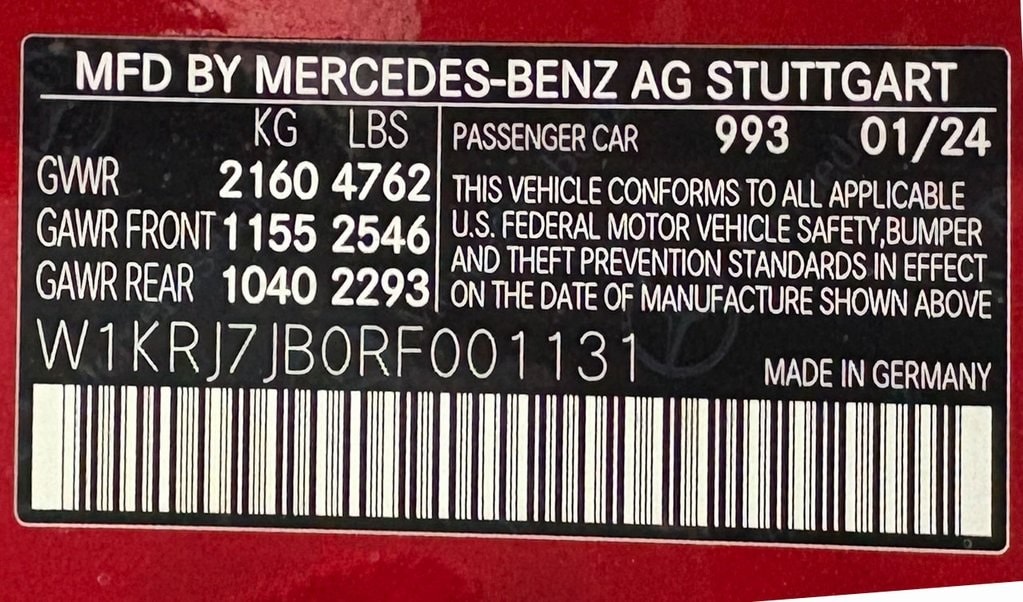 MFD BY MERCEDES-BENZ AG STUTTGART
KG LBS
GVWR 2160 4762
GAWR FRONT 1155 2546
GAWR REAR 1040 2293
PASSENGER CAR 993 01/24
THIS VEHICLE CONFORMS TO ALL APPLICABLE
U.S. FEDERAL MOTOR VEHICLE SAFETY,BUMPER
AND THEFT PREVENTION STANDARDS IN EFFECT
ON THE DATE OF MANUFACTURE SHOWN ABOVE
W1KRJ7JB0RF001131
MADE IN GERMANY